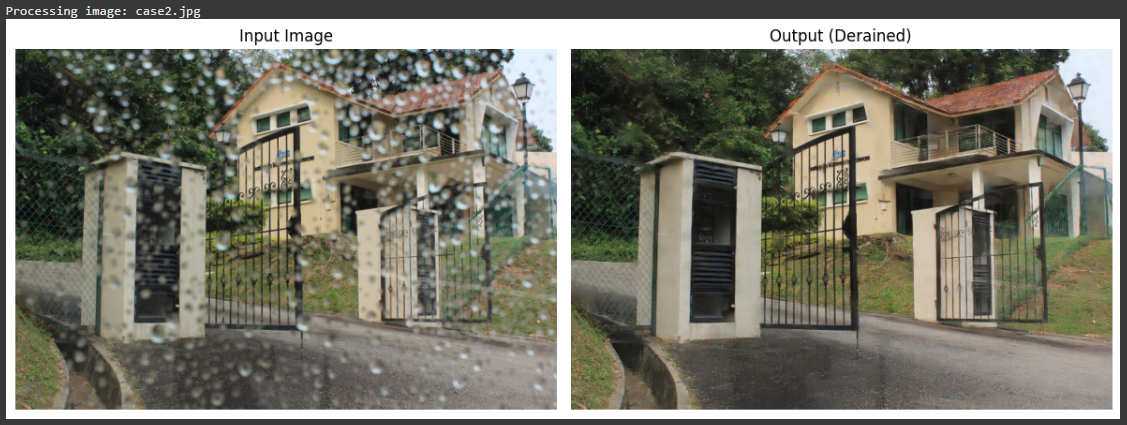 Processing image: case2.jpg
Input Image
Output (Derained)